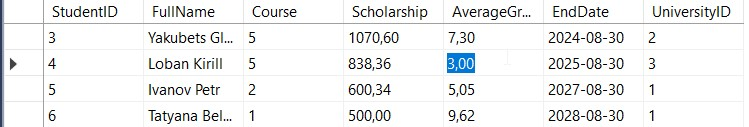 StudentID FullName Course Scholarship AverageGr... EndDate UniversityID
3 Yakubets Gl... 5 1070,60 7,30 2024-08-30 2
4 Loban Kirill 5 838,36 3,00 2025-08-30 3
5 Ivanov Petr 2 600,34 5,05 2027-08-30 1
6 Tatyana Bel... 1 500,00 9,62 2028-08-30 1